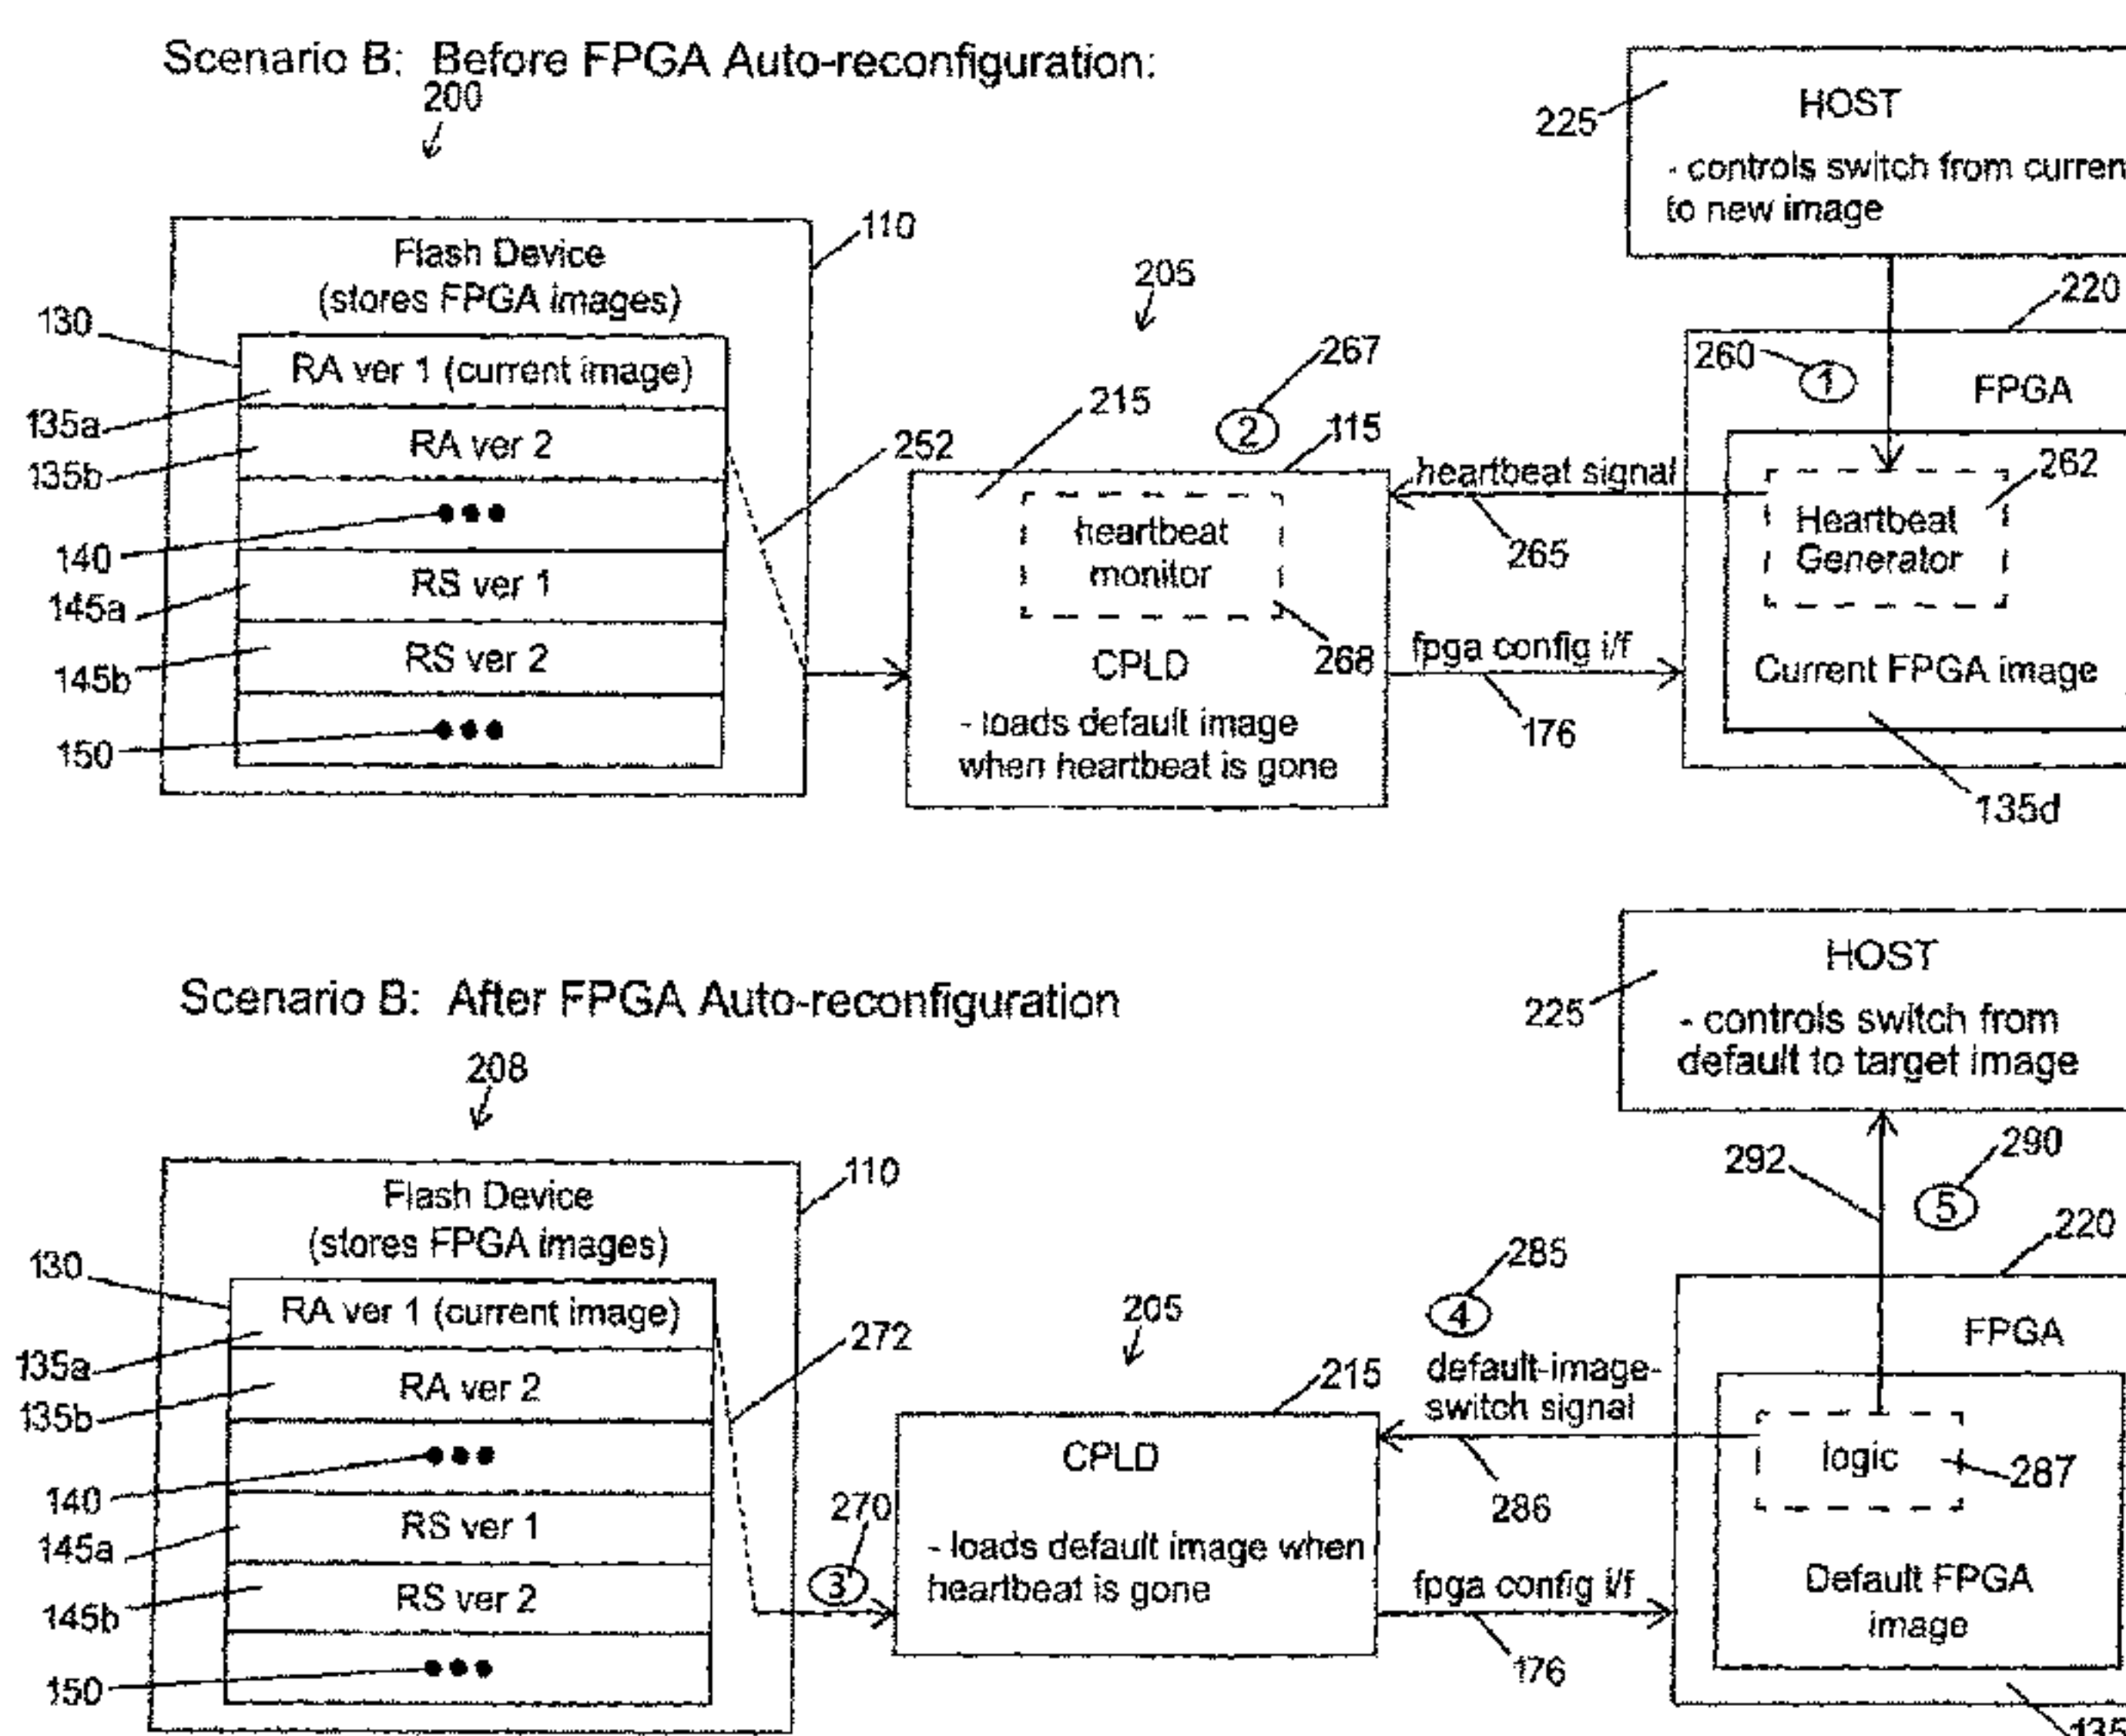 Scenario B: Before FPGA Auto-reconfiguration:
200
225
HOST
- controls switch from curren
to new image
110
Flash Device
(stores FPGA images)
130
RA ver 1 (current image)
135a
RA ver 2
135b
140
RS ver 1
145a
RS ver 2
145b
150
252
205
267
2
215
115
heartbeat
monitor
268
CPLD
- loads default image
when heartbeat is gone
heartbeat signal
265
fpga config i/f
176
220
260
1
FPGA
262
Heartbeat
Generator
Current FPGA image
135d
Scenario B: After FPGA Auto-reconfiguration
208
225
HOST
- controls switch from
default to target image
292
290
5
110
Flash Device
(stores FPGA images)
130
RA ver 1 (current image)
135a
RA ver 2
135b
140
RS ver 1
145a
RS ver 2
145b
150
272
270
3
205
215
CPLD
- loads default image when
heartbeat is gone
285
4
default-image-
switch signal
286
fpga config i/f
176
220
FPGA
logic
287
Default FPGA
image